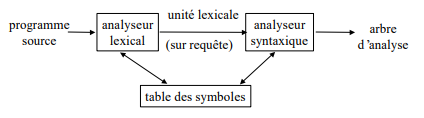 programme
source
analyseur
lexical
unité lexicale
(sur requête)
analyseur
syntaxique
arbre
d’analyse
table des symboles